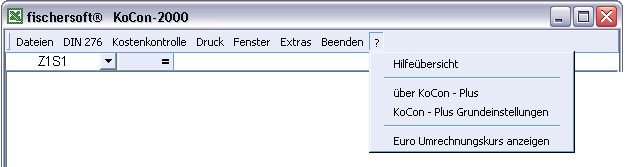 fischersoft® KoCon-2000
Dateien DIN 276 Kostenkontrolle Druck Fenster Extras Beenden ?
Z1S1 =
Hilfeübersicht
über KoCon - Plus
KoCon - Plus Grundeinstellungen
Euro Umrechnungskurs anzeigen